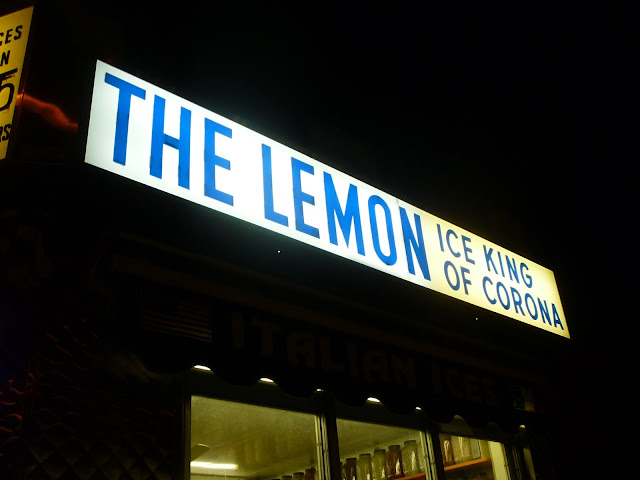 THE LEMON
ICE KING
OF CORONA
ITALIAN ICES